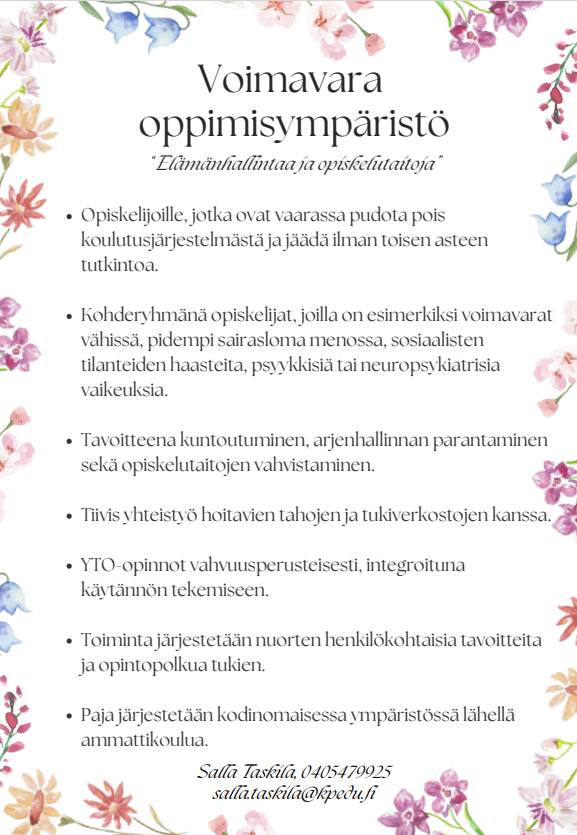 Voimavara
oppimisympäristö
“Elämänhallintaa ja opiskelutaitoja”
• Opiskelijoille, jotka ovat vaarassa pudota pois
koulutusjärjestelmästä ja jäädä ilman toisen asteen
tutkintoa.
• Kohderyhmänä opiskelijat, joilla on esimerkiksi voimavarat
vähissä, pidempi sairasloma menossa, sosiaalisten
tilanteiden haasteita, psyykkisiä tai neuropsykiatrisia
vaikeuksia.
• Tavoitteena kuntoutuminen, arjenhallinnan parantaminen
sekä opiskelutaitojen vahvistaminen.
• Tiivis yhteistyö hoitavien tahojen ja tukiverkostojen kanssa.
• YTO-opinnot vahvuusperusteisesti, integroituna
käytännön tekemiseen.
• Toiminta järjestetään nuorten henkilökohtaisia tavoitteita
ja opintopolkua tukien.
• Paja järjestetään kodinomaisessa ympäristössä lähellä
ammattikoulua.
Salla Taskila, 0405479925
salla.taskila@kpedu.fi